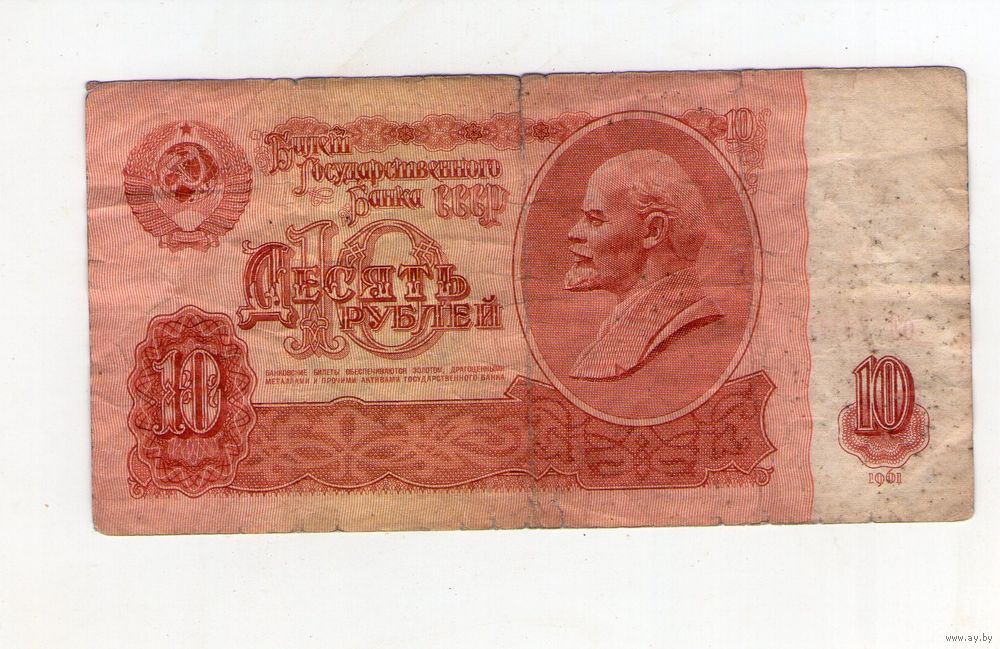 Билет
Государственного
Банка СССР
10
10
Десять
рублей
БАНКОВСКИЕ БИЛЕТЫ ОБЕСПЕЧИВАЮТСЯ ЗОЛОТОМ, ДРАГОЦЕННЫМИ
МЕТАЛЛАМИ И ПРОЧИМИ АКТИВАМИ ГОСУДАРСТВЕННОГО БАНКА
10
10
1961
www.ay.by